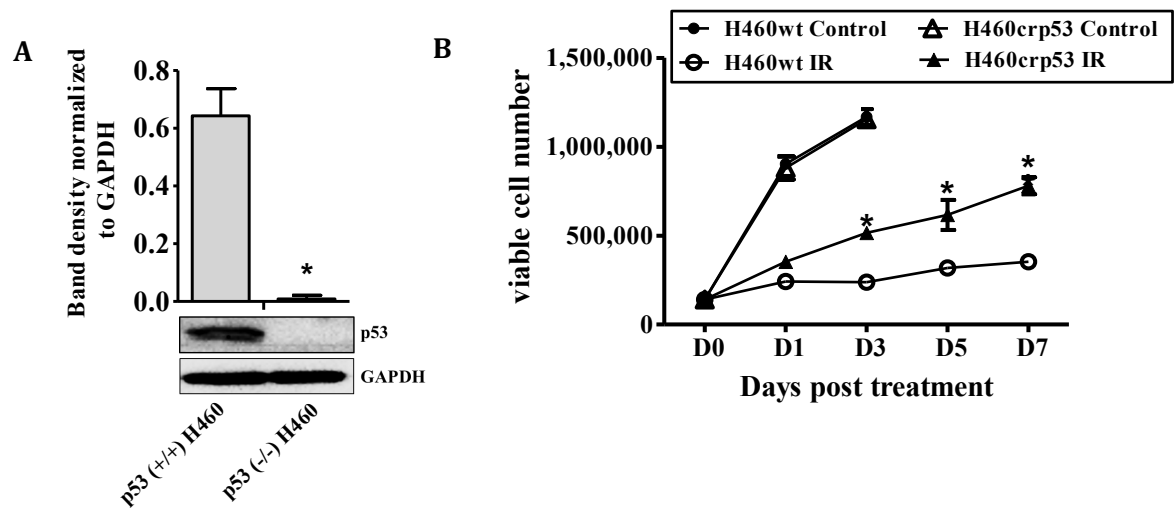 A
Band density normalized
to GAPDH
0.8
0.6
0.4
0.2
0.0
*
p53
GAPDH
p53 (+/+) H460
p53 (-/-) H460
B
H460wt Control
H460crp53 Control
H460wt IR
H460crp53 IR
viable cell number
1,500,000
1,000,000
500,000
0
*
*
*
D0 D1 D3 D5 D7
Days post treatment